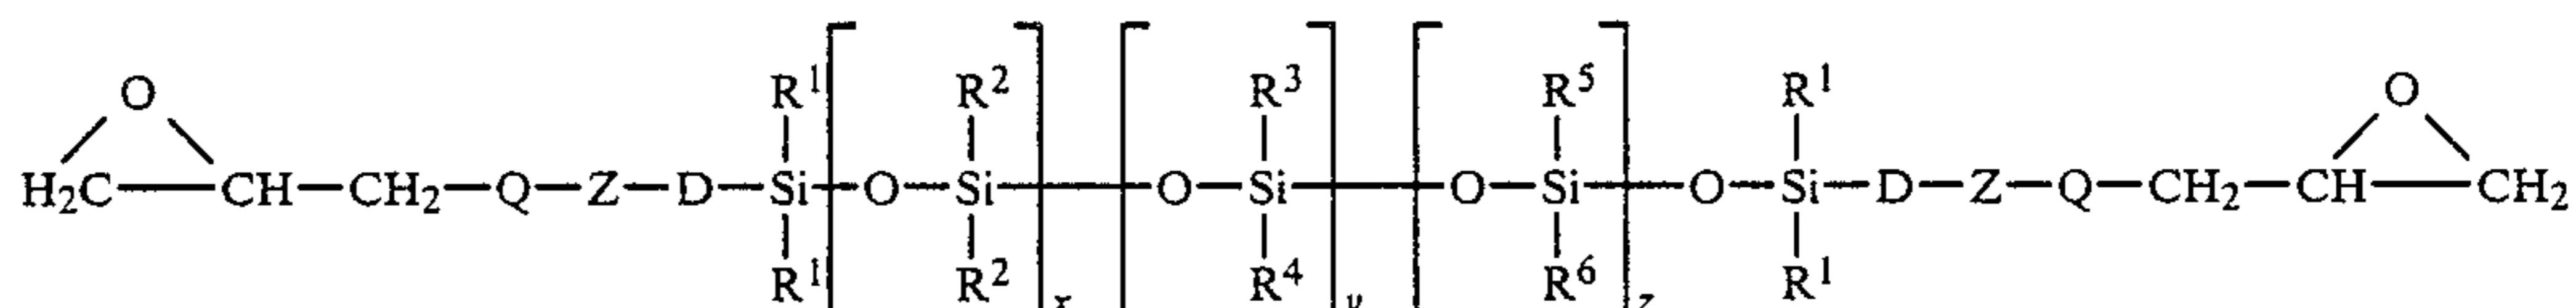 O R¹ R² R³ R⁵ R¹ O
H₂C—CH—CH₂—Q—Z—D—Si—O—Si—O—Si—O—Si—O—Si—D—Z—Q—CH₂—CH—CH₂
R¹ R² R⁴ R⁶ R¹
x y z